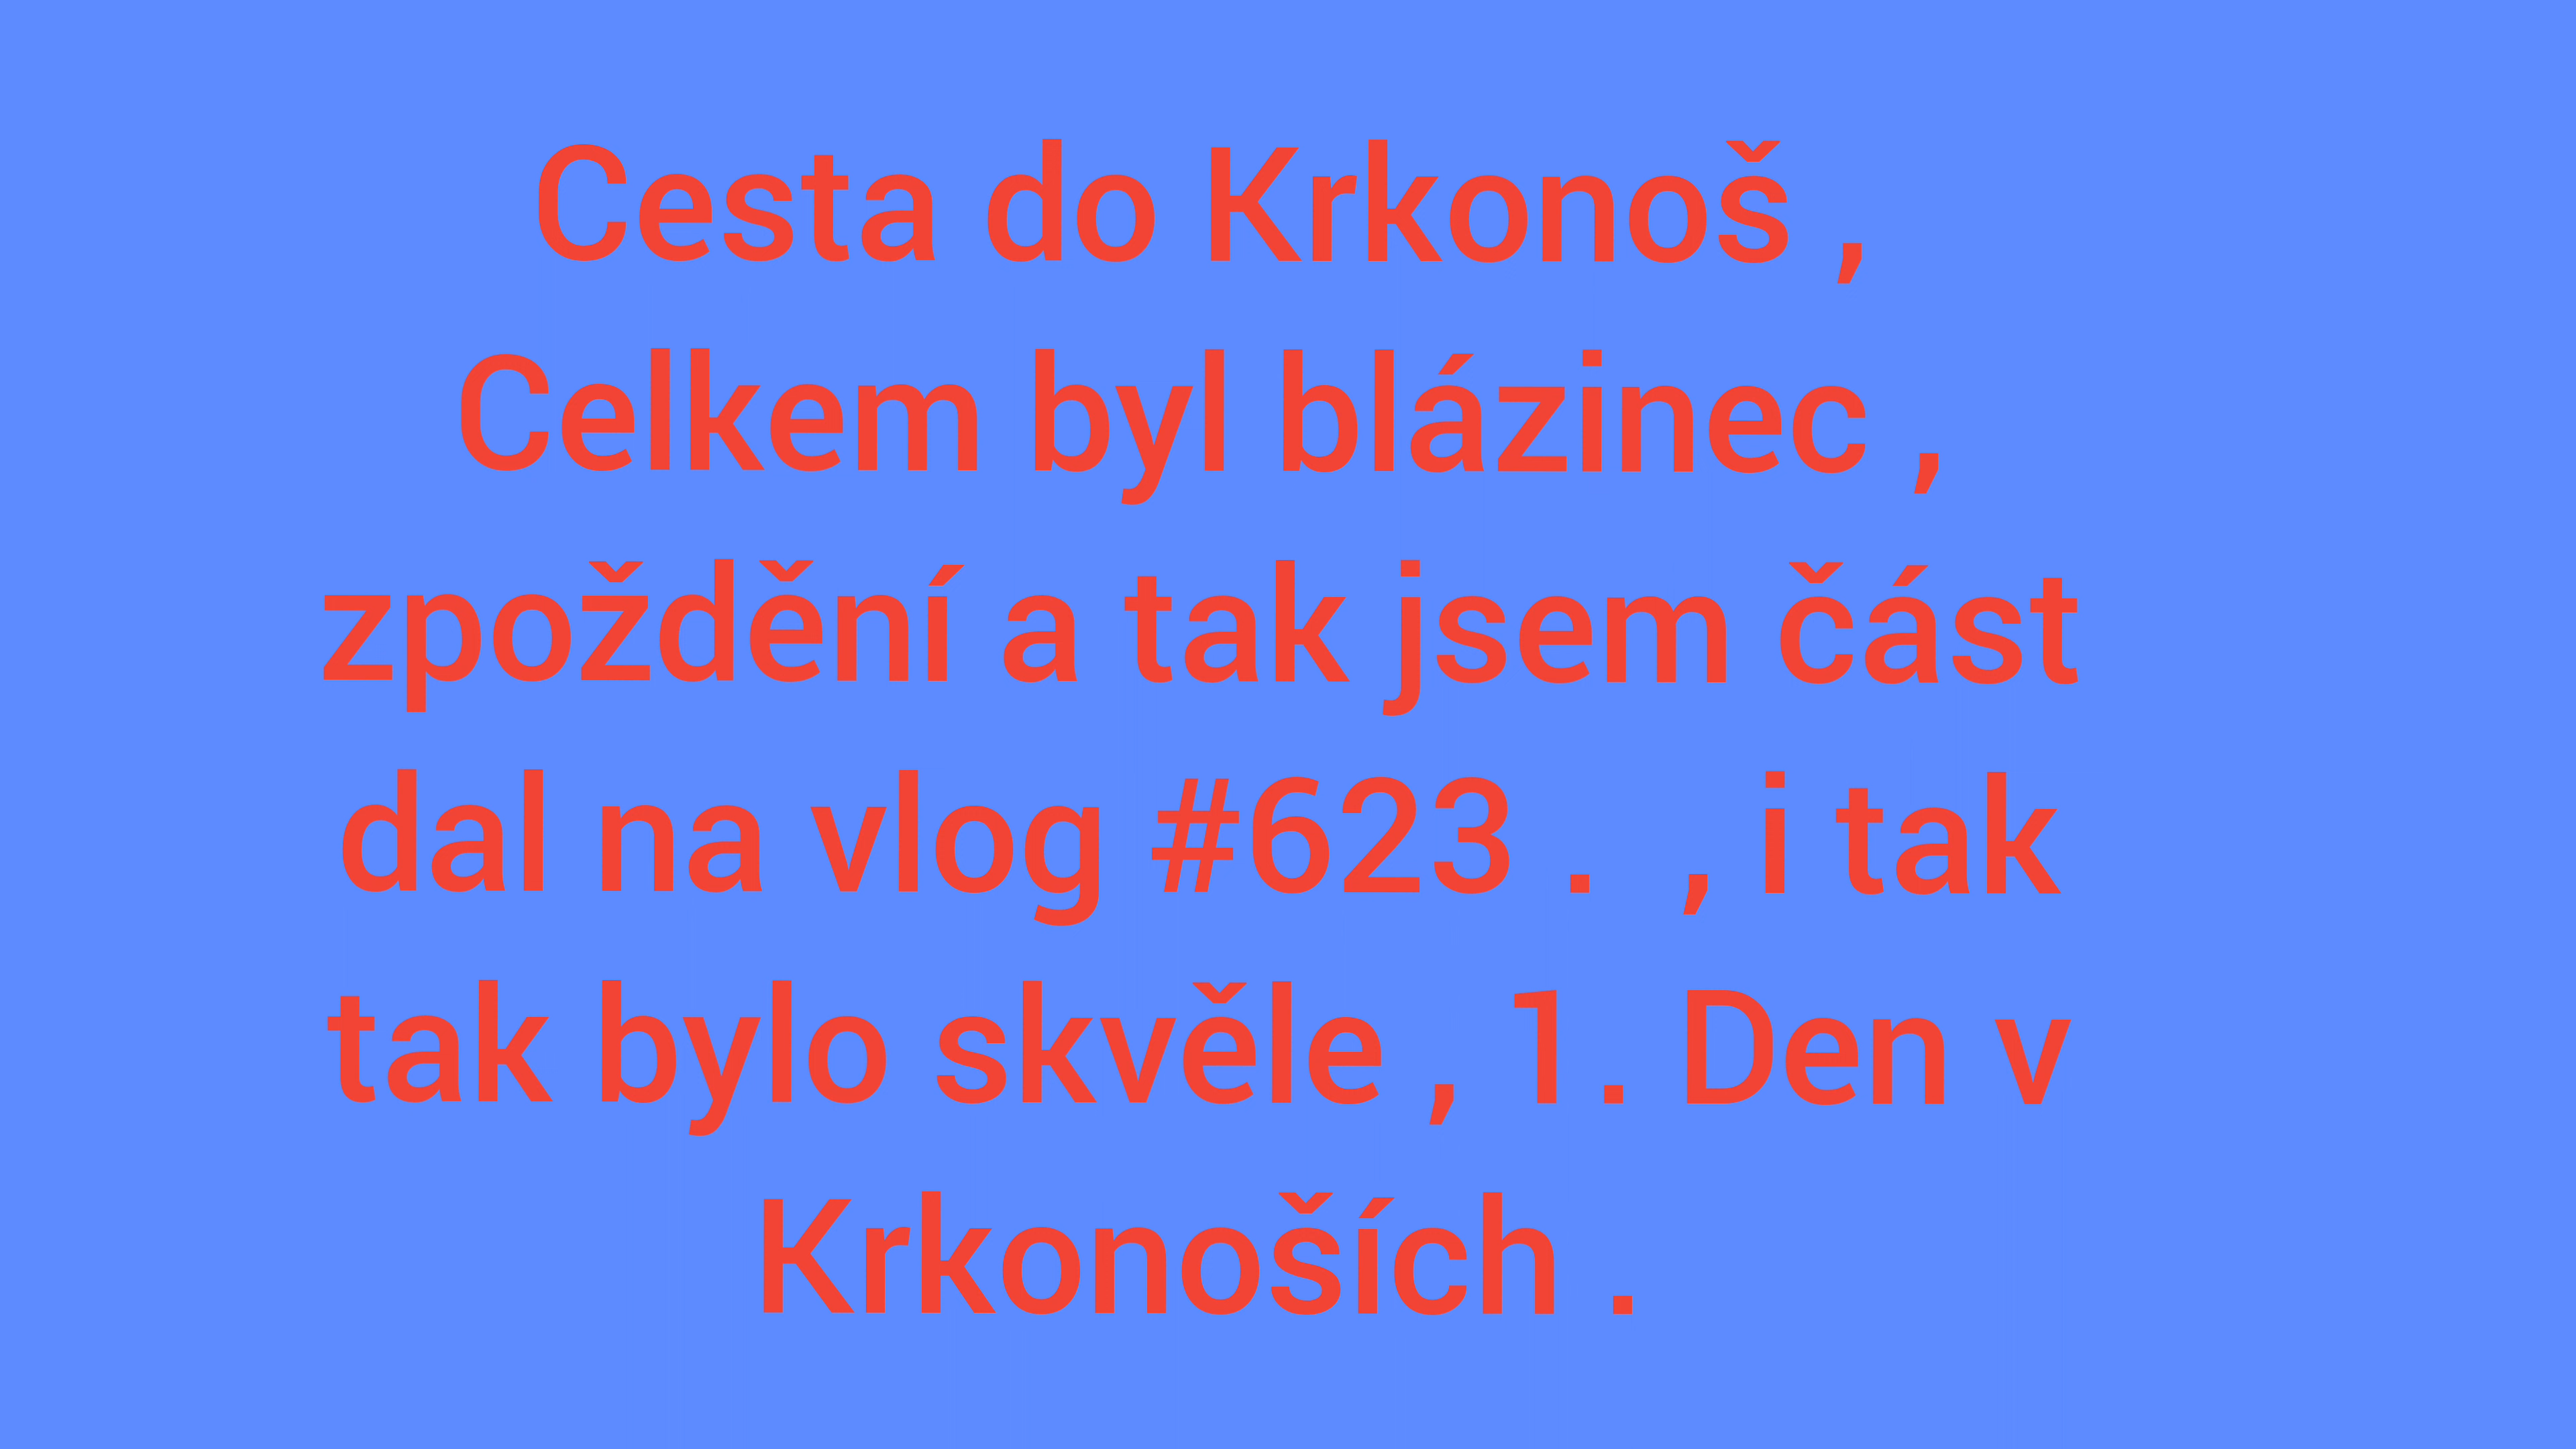 Cesta do Krkonoš ,
Celkem byl blázinec ,
zpoždění a tak jsem část
dal na vlog #623 .  , i tak
tak bylo skvěle , 1. Den v
Krkonoších .